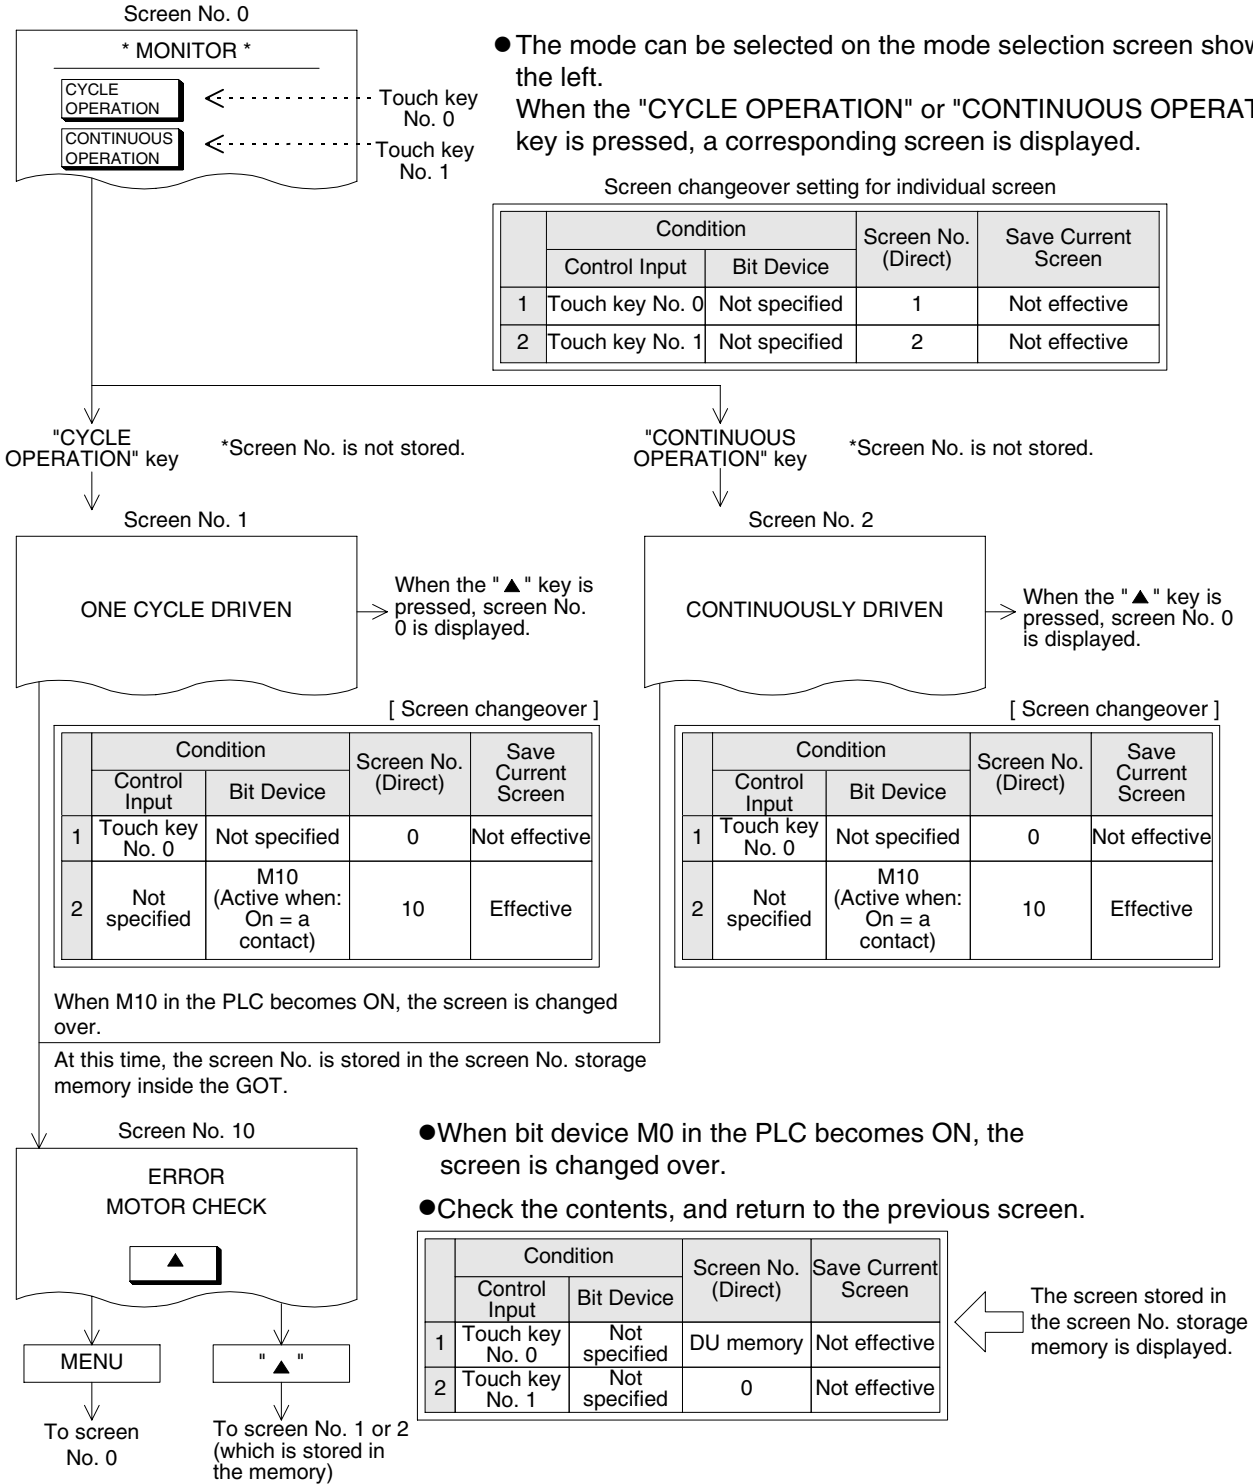 Screen No. 0
* MONITOR *
CYCLE
OPERATION
Touch key
No. 0
CONTINUOUS
OPERATION
Touch key
No. 1
●The mode can be selected on the mode selection screen
the left.
When the "CYCLE OPERATION" or "CONTINUOUS
key is pressed, a corresponding screen is displayed.
Screen changeover setting for individual screen
Condition
Screen No.
(Direct)
Save Current
Screen
Control Input
Bit Device
1 Touch key No. 0 Not specified 1 Not effective
2 Touch key No. 1 Not specified 2 Not effective
"CYCLE
OPERATION" key
*Screen No. is not stored.
"CONTINUOUS
OPERATION" key
*Screen No. is not stored.
Screen No. 1
ONE CYCLE DRIVEN
When the "▲" key is
pressed, screen No.
0 is displayed.
Screen No. 2
CONTINUOUSLY DRIVEN
When the "▲" key is
pressed, screen No. 0
is displayed.
[ Screen changeover ]
Condition
Screen No.
(Direct)
Save
Current
Screen
Control
Input
Bit Device
1 Touch key
No. 0
Not specified 0 Not effective
2 Not
specified
M10
(Active when:
On = a
contact)
10 Effective
[ Screen changeover ]
Condition
Screen No.
(Direct)
Save
Current
Screen
Control
Input
Bit Device
1 Touch key
No. 0
Not specified 0 Not effective
2 Not
specified
M10
(Active when:
On = a
contact)
10 Effective
When M10 in the PLC becomes ON, the screen is changed
over.
At this time, the screen No. is stored in the screen No. storage
memory inside the GOT.
Screen No. 10
ERROR
MOTOR CHECK
▲
MENU
" ▲ "
To screen
No. 0
To screen No. 1 or 2
(which is stored in
the memory)
●When bit device M0 in the PLC becomes ON, the
screen is changed over.
●Check the contents, and return to the previous screen.
Condition
Screen No.
(Direct)
Save Current
Screen
Control
Input
Bit Device
1 Touch key
No. 0
Not
specified
DU memory Not effective
2 Touch key
No. 1
Not
specified
0 Not effective
The screen stored in
the screen No. storage
memory is displayed.